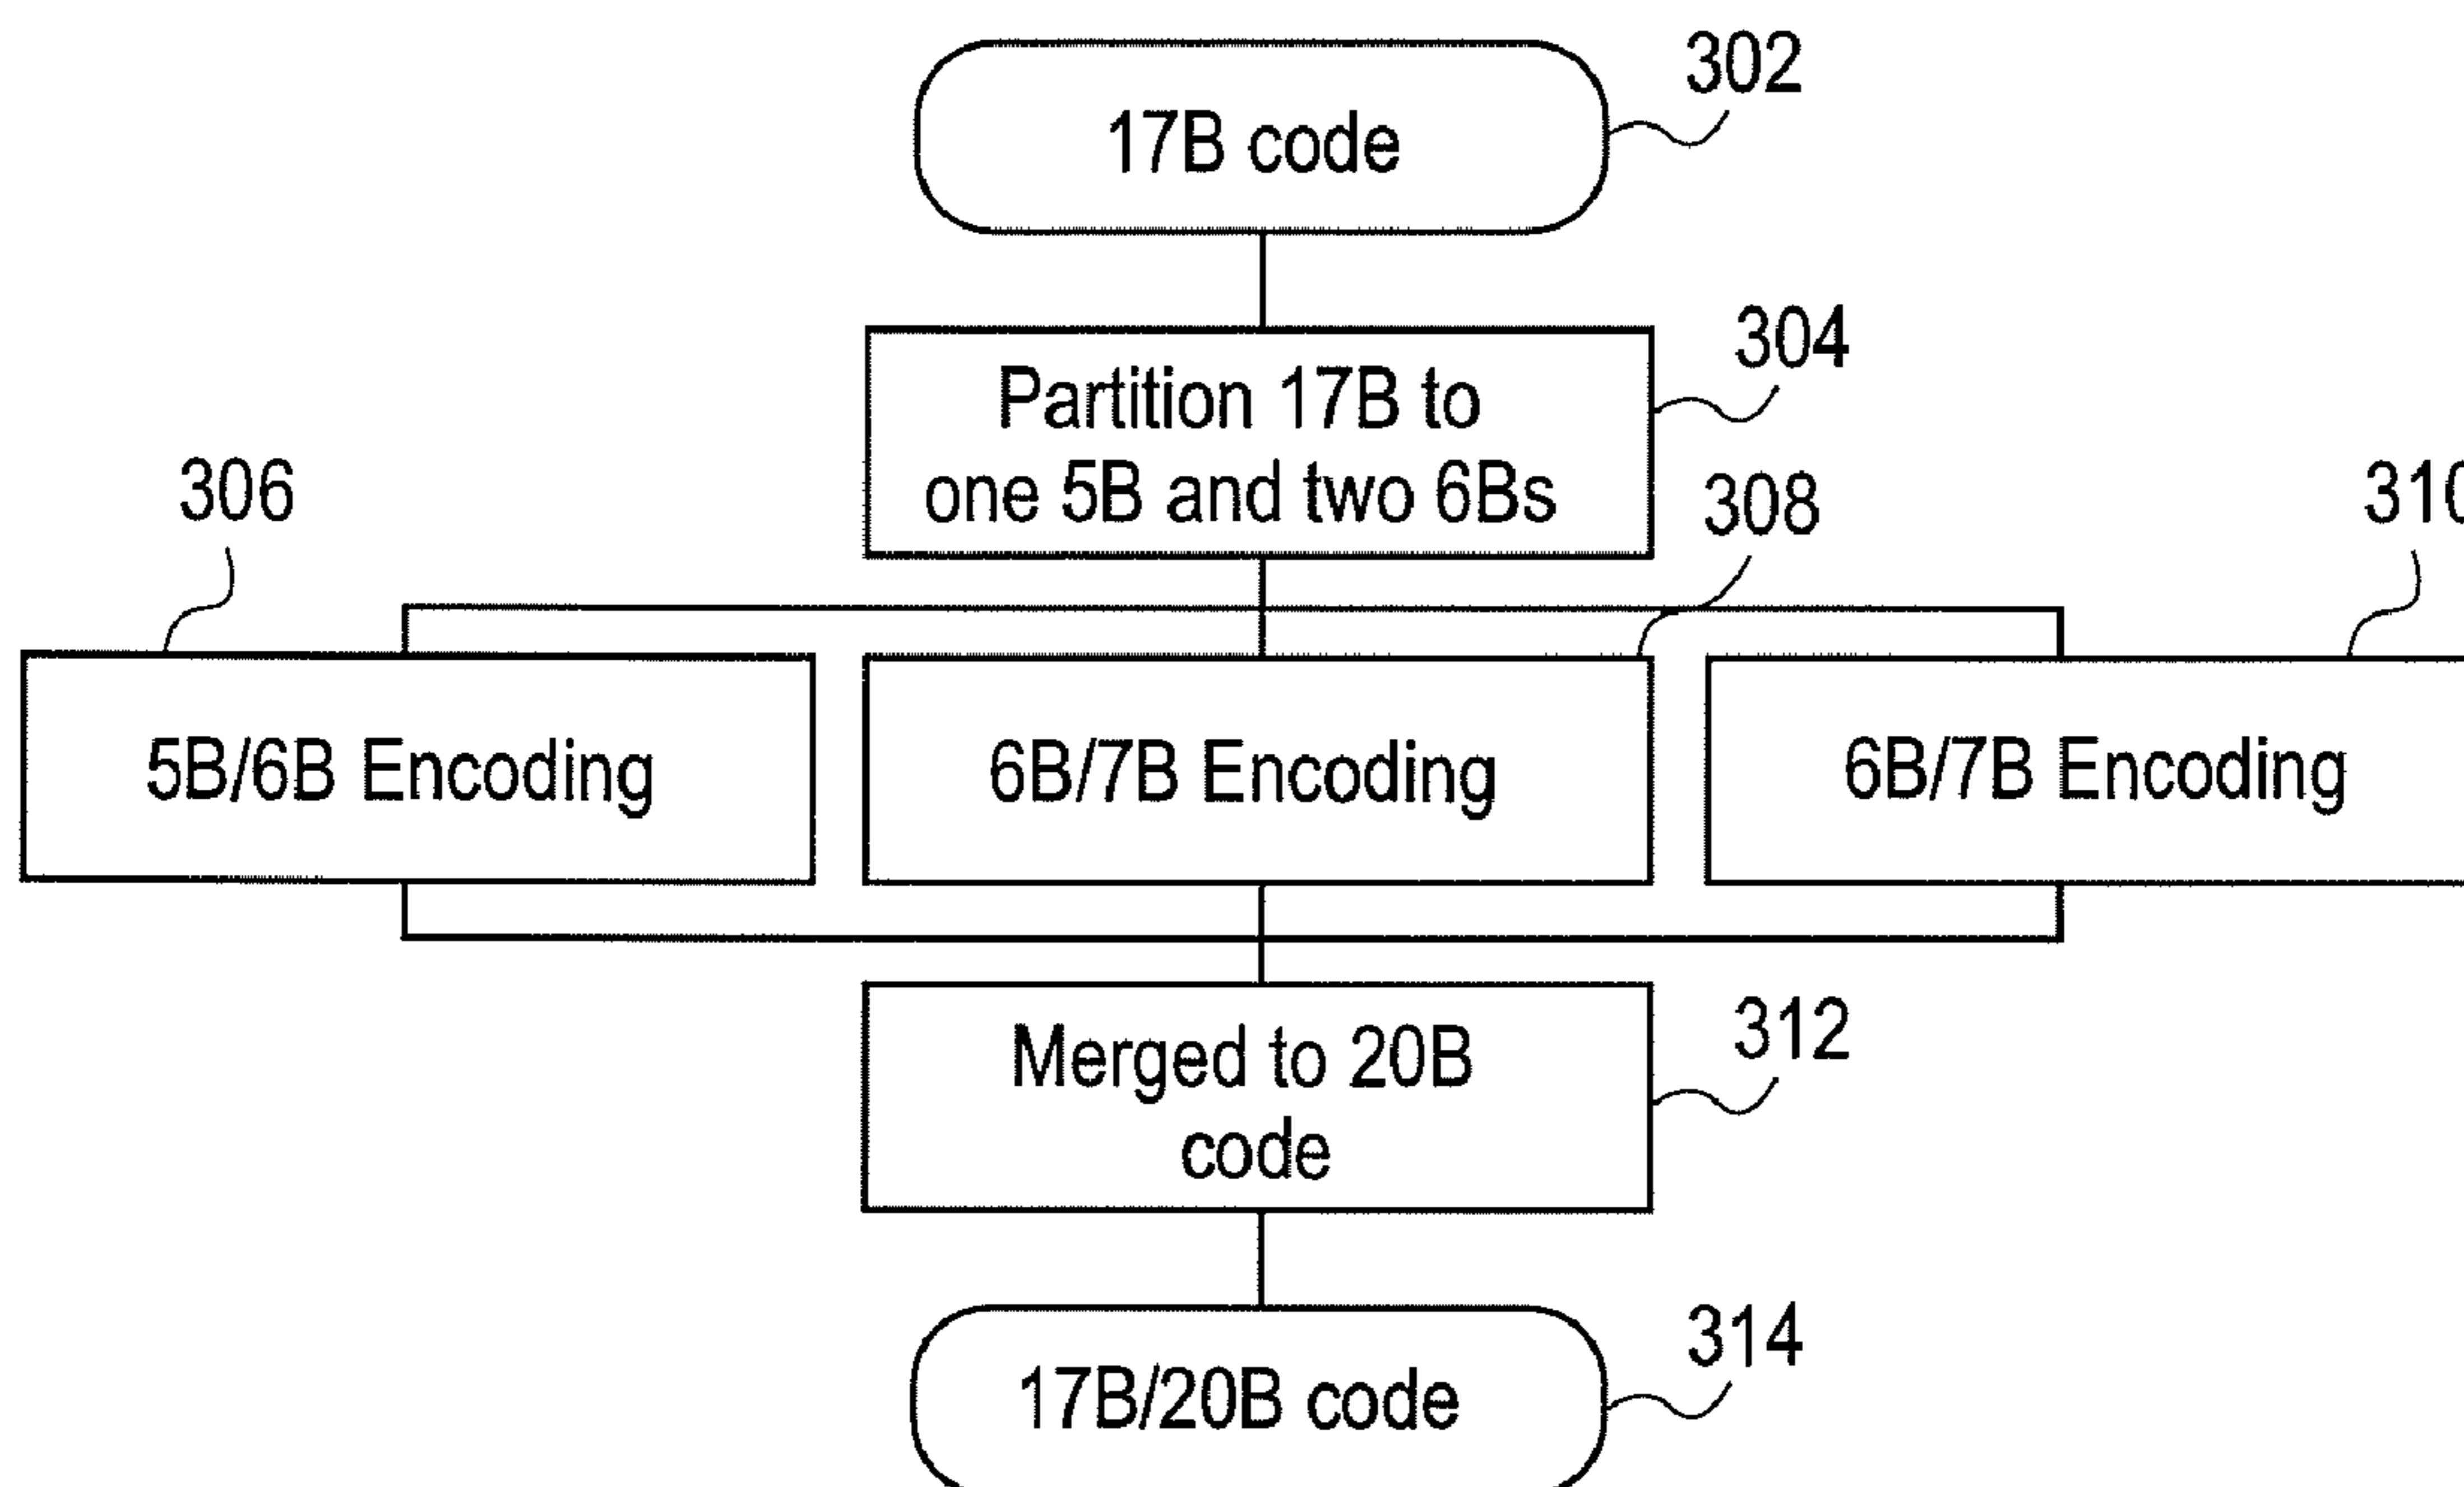 302
17B code
304
Partition 17B to
one 5B and two 6Bs
306
308
310
5B/6B Encoding
6B/7B Encoding
6B/7B Encoding
312
Merged to 20B
code
314
17B/20B code